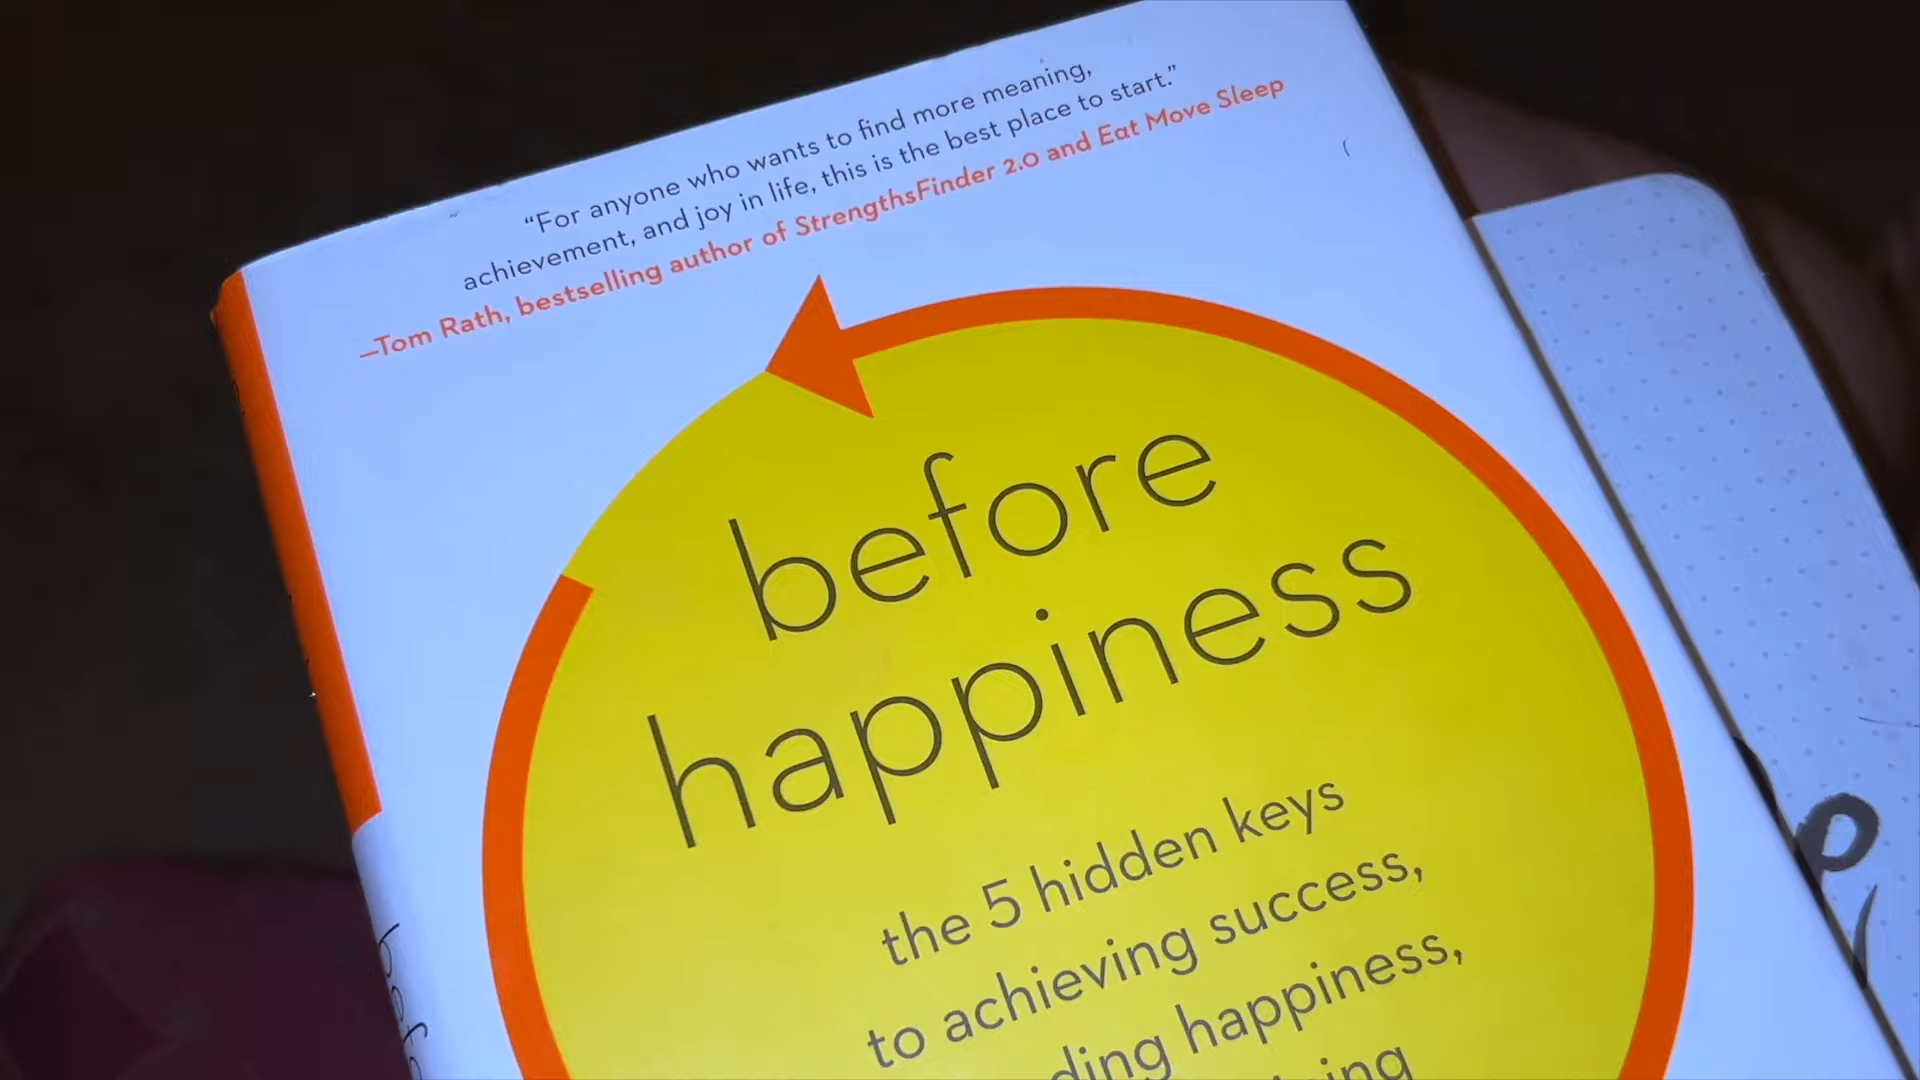 “For anyone who wants to find more meaning,
achievement, and joy in life, this is the best place to start.”
—Tom Rath, bestselling author of StrengthsFinder 2.0 and Eat Move Sleep
before
happiness
the 5 hidden keys
to achieving success,
ding happiness,